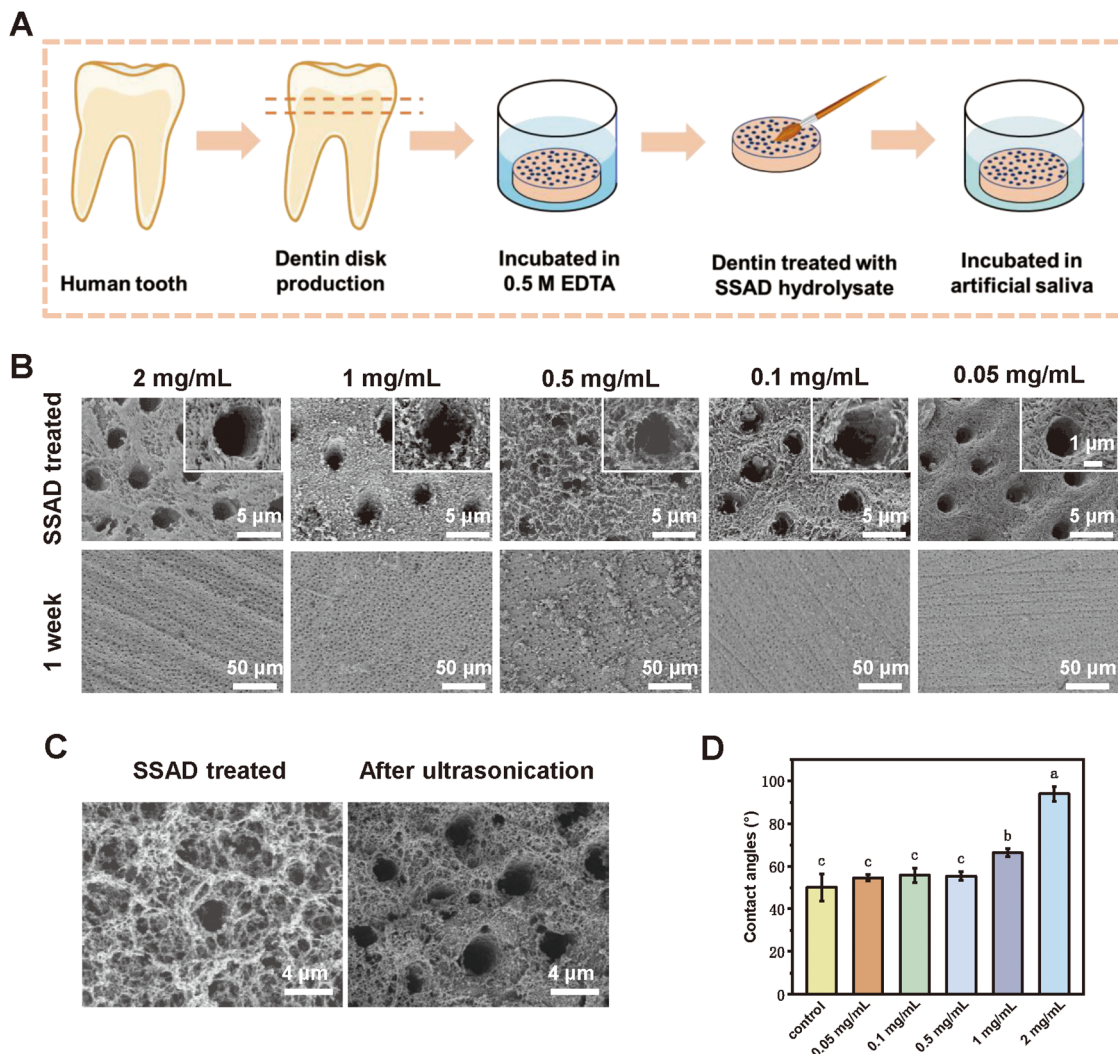 A
Human tooth
Dentin disk
production
Incubated in
0.5 M EDTA
Dentin treated with
SSAD hydrolysate
Incubated in
artificial saliva
B
2 mg/mL
1 mg/mL
0.5 mg/mL
0.1 mg/mL
0.05 mg/mL
SSAD treated
5 μm
5 μm
5 μm
5 μm
1 μm
5 μm
1 week
50 μm
50 μm
50 μm
50 μm
50 μm
C
SSAD treated
After ultrasonication
4 μm
4 μm
D
Contact angles (°)
100
80
60
40
20
0
c
c
c
c
b
a
control
0.05 mg/mL
0.1 mg/mL
0.5 mg/mL
1 mg/mL
2 mg/mL